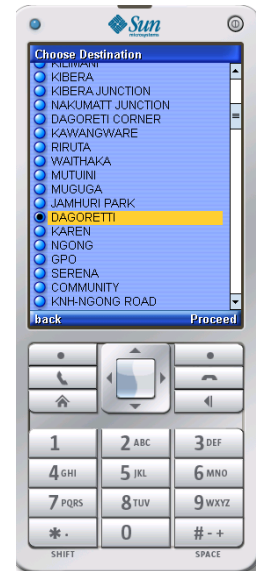 Sun
microsystems
Choose Destination
KILIMANI
KIBERA
KIBERA JUNCTION
NAKUMATT JUNCTION
DAGORETI CORNER
KAWANGWARE
RIRUTA
WAITHAKA
MUTUINI
MUGUGA
JAMHURI PARK
DAGORETTI
KAREN
NGONG
GPO
SERENA
COMMUNITY
KNH-NGONG ROAD
back Proceed
1 2 ABC 3 DEF
4 GHI 5 JKL 6 MNO
7 PQRS 8 TUV 9 WXYZ
* . 0 # - +
SHIFT SPACE